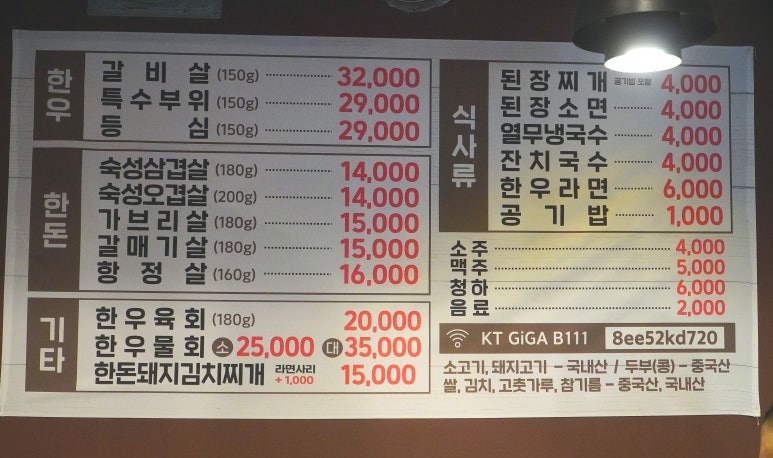 한우
갈비살 (150g) 32,000
특수부위 (150g) 29,000
등심 (150g) 29,000
한돈
숙성삼겹살 (180g) 14,000
숙성오겹살 (200g) 14,000
가브리살 (180g) 15,000
갈매기살 (180g) 15,000
항정살 (160g) 16,000
기타
한우육회 (180g) 20,000
한우물회 소 25,000 대 35,000
한돈돼지김치찌개 라면사리 +1,000 15,000
식사류
된장찌개 공기밥 포함 4,000
된장소면 4,000
열무냉국수 4,000
잔치국수 4,000
한우라면 6,000
공기밥 1,000
소주 4,000
맥주 5,000
청하 6,000
음료 2,000
KT GiGA B111 8ee52kd720
소고기, 돼지고기 - 국내산 / 두부(콩) - 중국산
쌀, 김치, 고춧가루, 참기름 - 중국산, 국내산